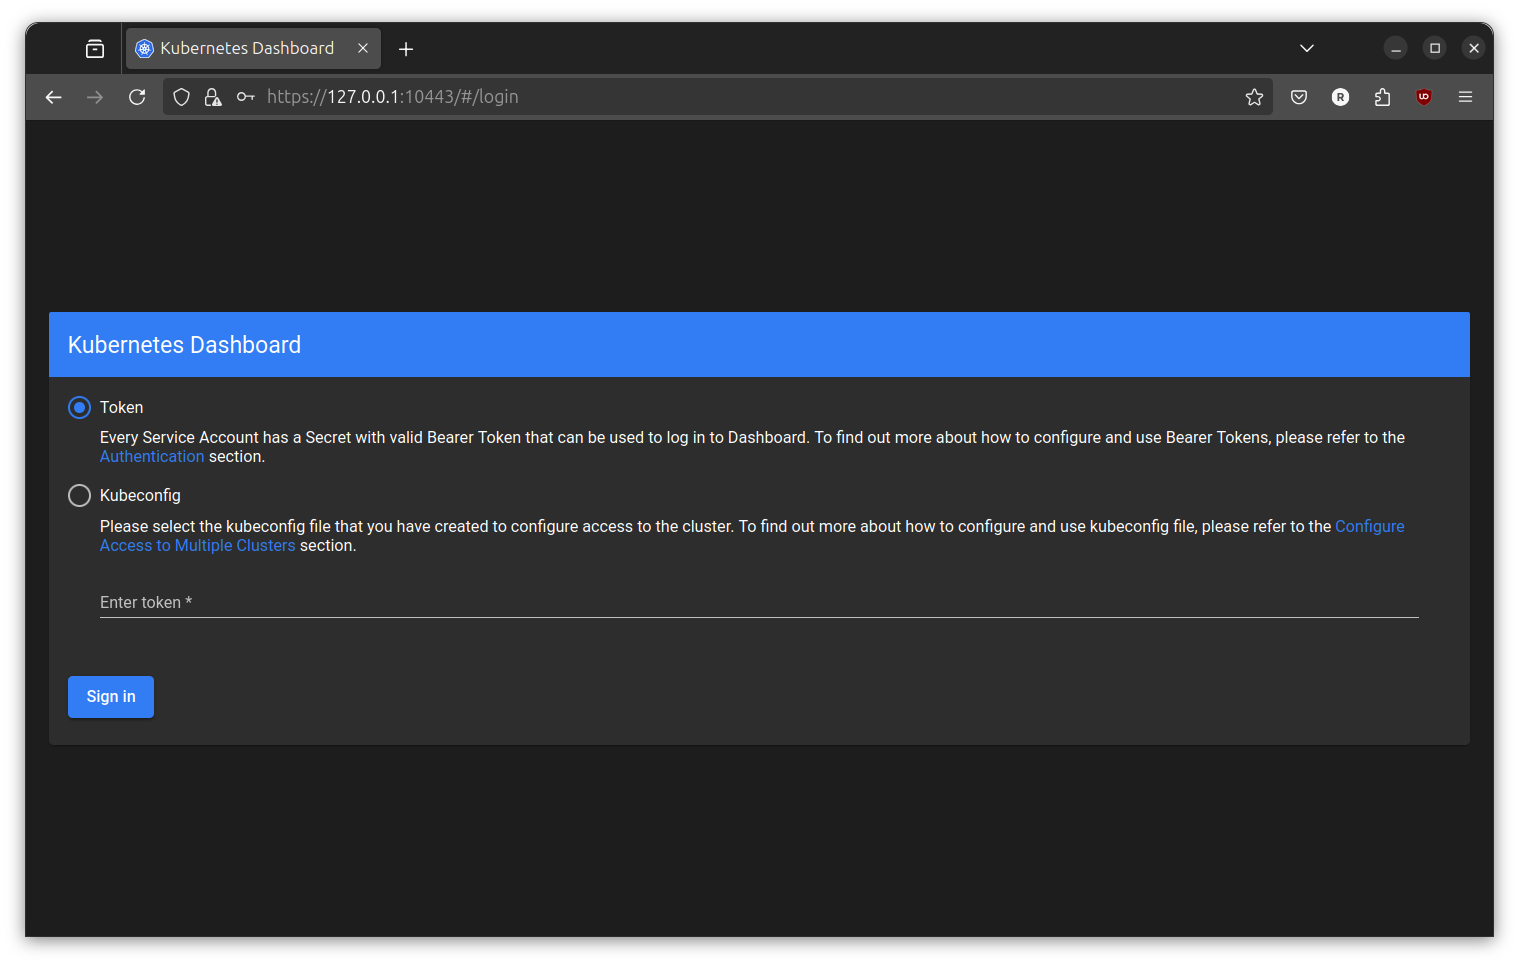 Kubernetes Dashboard
https://127.0.0.1:10443/#/login
R
Kubernetes Dashboard
Token
Every Service Account has a Secret with valid Bearer Token that can be used to log in to Dashboard. To find out more about how to configure and use Bearer Tokens, please refer to the
Authentication section.
Kubeconfig
Please select the kubeconfig file that you have created to configure access to the cluster. To find out more about how to configure and use kubeconfig file, please refer to the Configure
Access to Multiple Clusters section.
Enter token *
Sign in